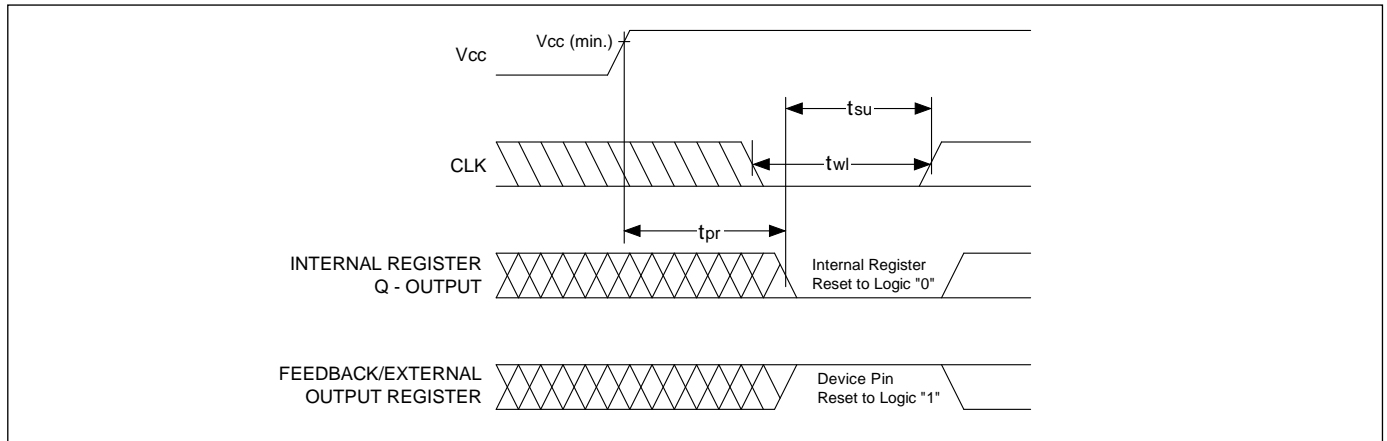 Vcc
Vcc (min.)
tsu
CLK
twl
tpr
INTERNAL REGISTER
Q - OUTPUT
Internal Register
Reset to Logic "0"
FEEDBACK/EXTERNAL
OUTPUT REGISTER
Device Pin
Reset to Logic "1"